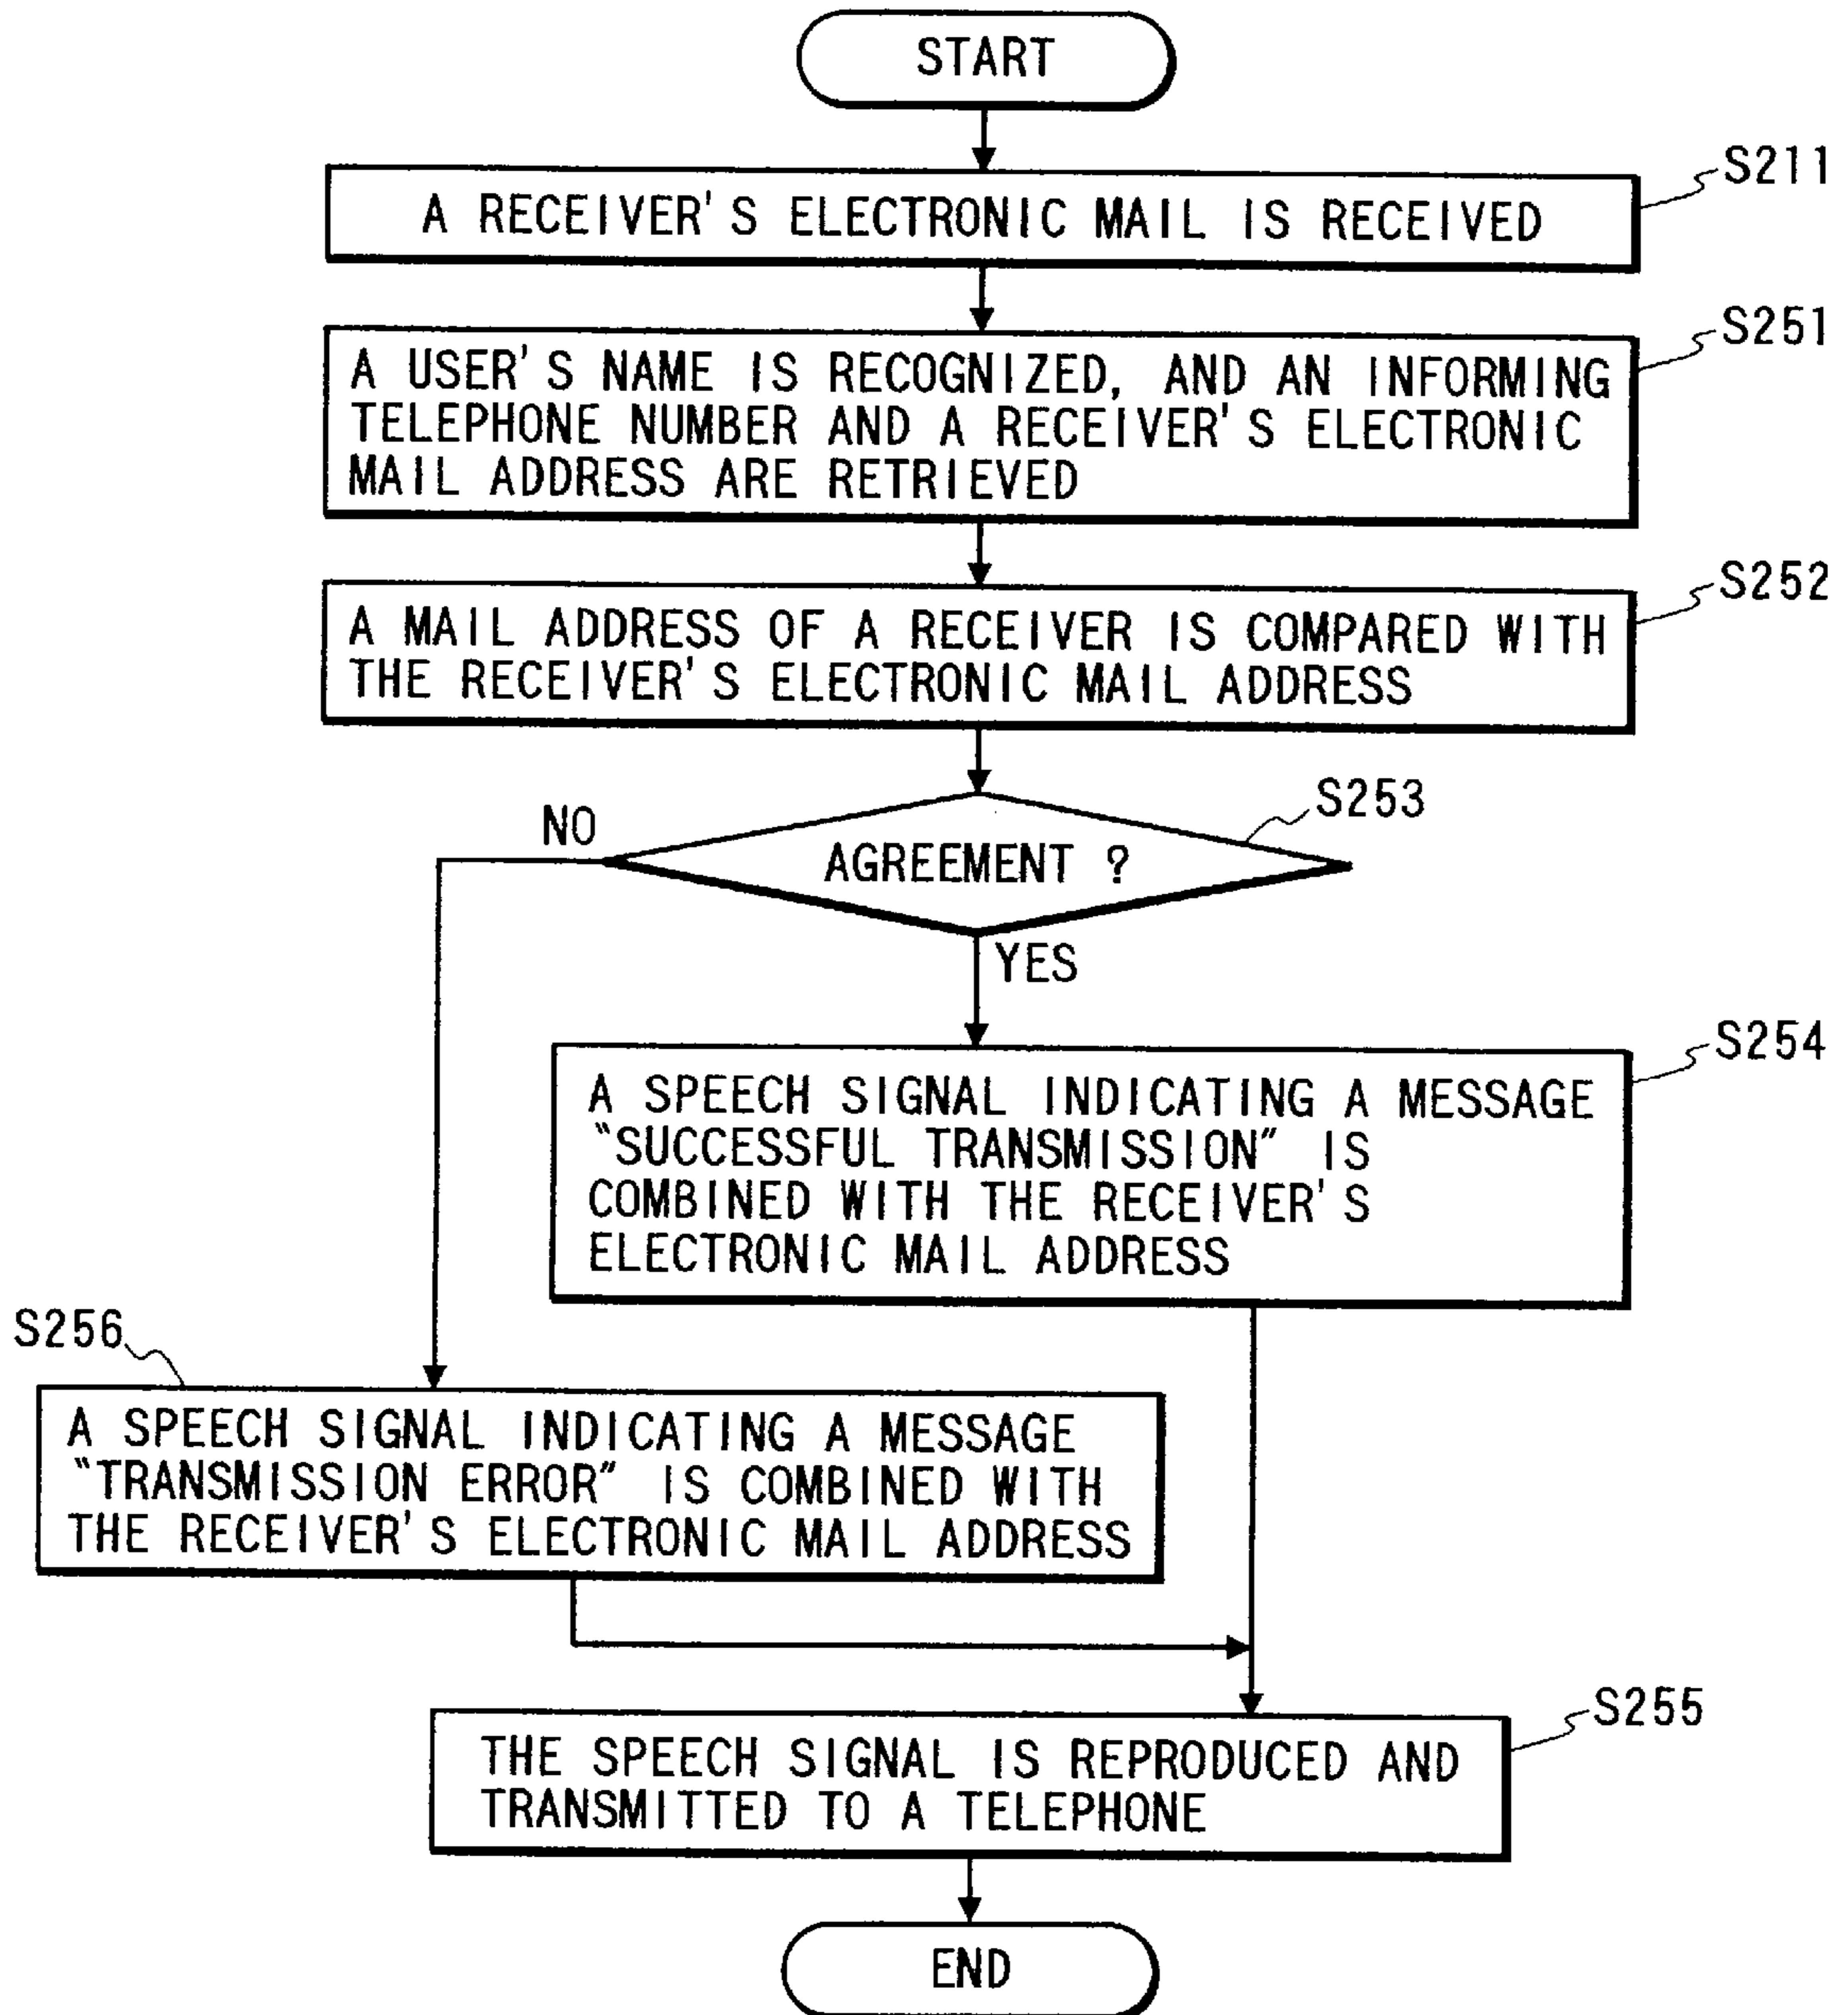 START
S211
A RECEIVER'S ELECTRONIC MAIL IS RECEIVED
S251
A USER'S NAME IS RECOGNIZED, AND AN INFORMING
TELEPHONE NUMBER AND A RECEIVER'S ELECTRONIC
MAIL ADDRESS ARE RETRIEVED
S252
A MAIL ADDRESS OF A RECEIVER IS COMPARED WITH
THE RECEIVER'S ELECTRONIC MAIL ADDRESS
S253
NO
AGREEMENT ?
YES
S254
A SPEECH SIGNAL INDICATING A MESSAGE
"SUCCESSFUL TRANSMISSION" IS
COMBINED WITH THE RECEIVER'S
ELECTRONIC MAIL ADDRESS
S256
A SPEECH SIGNAL INDICATING A MESSAGE
"TRANSMISSION ERROR" IS COMBINED WITH
THE RECEIVER'S ELECTRONIC MAIL ADDRESS
S255
THE SPEECH SIGNAL IS REPRODUCED AND
TRANSMITTED TO A TELEPHONE
END